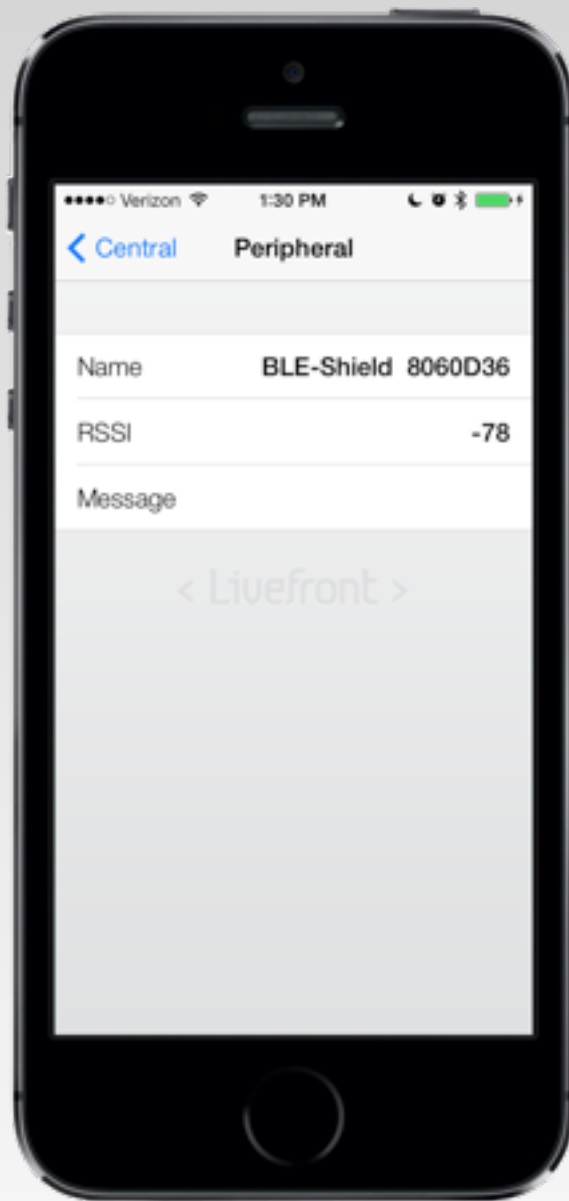 Verizon 1:30 PM
Central Peripheral
Name BLE-Shield 8060D36
RSSI -78
Message
< Livefront >